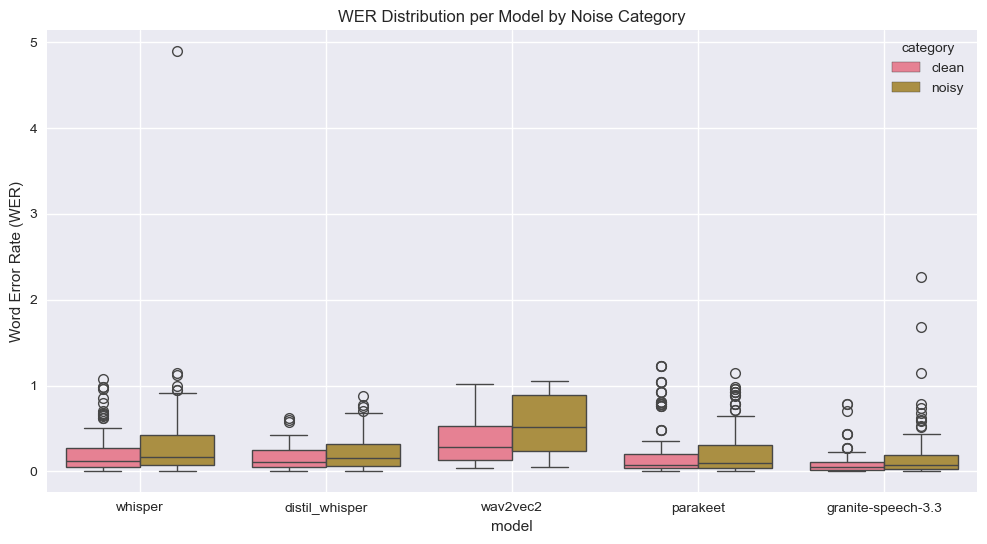 WER Distribution per Model by Noise Category
5
4
3
2
1
0
Word Error Rate (WER)
category
clean
noisy
whisper
distil_whisper
wav2vec2
parakeet
granite-speech-3.3
model